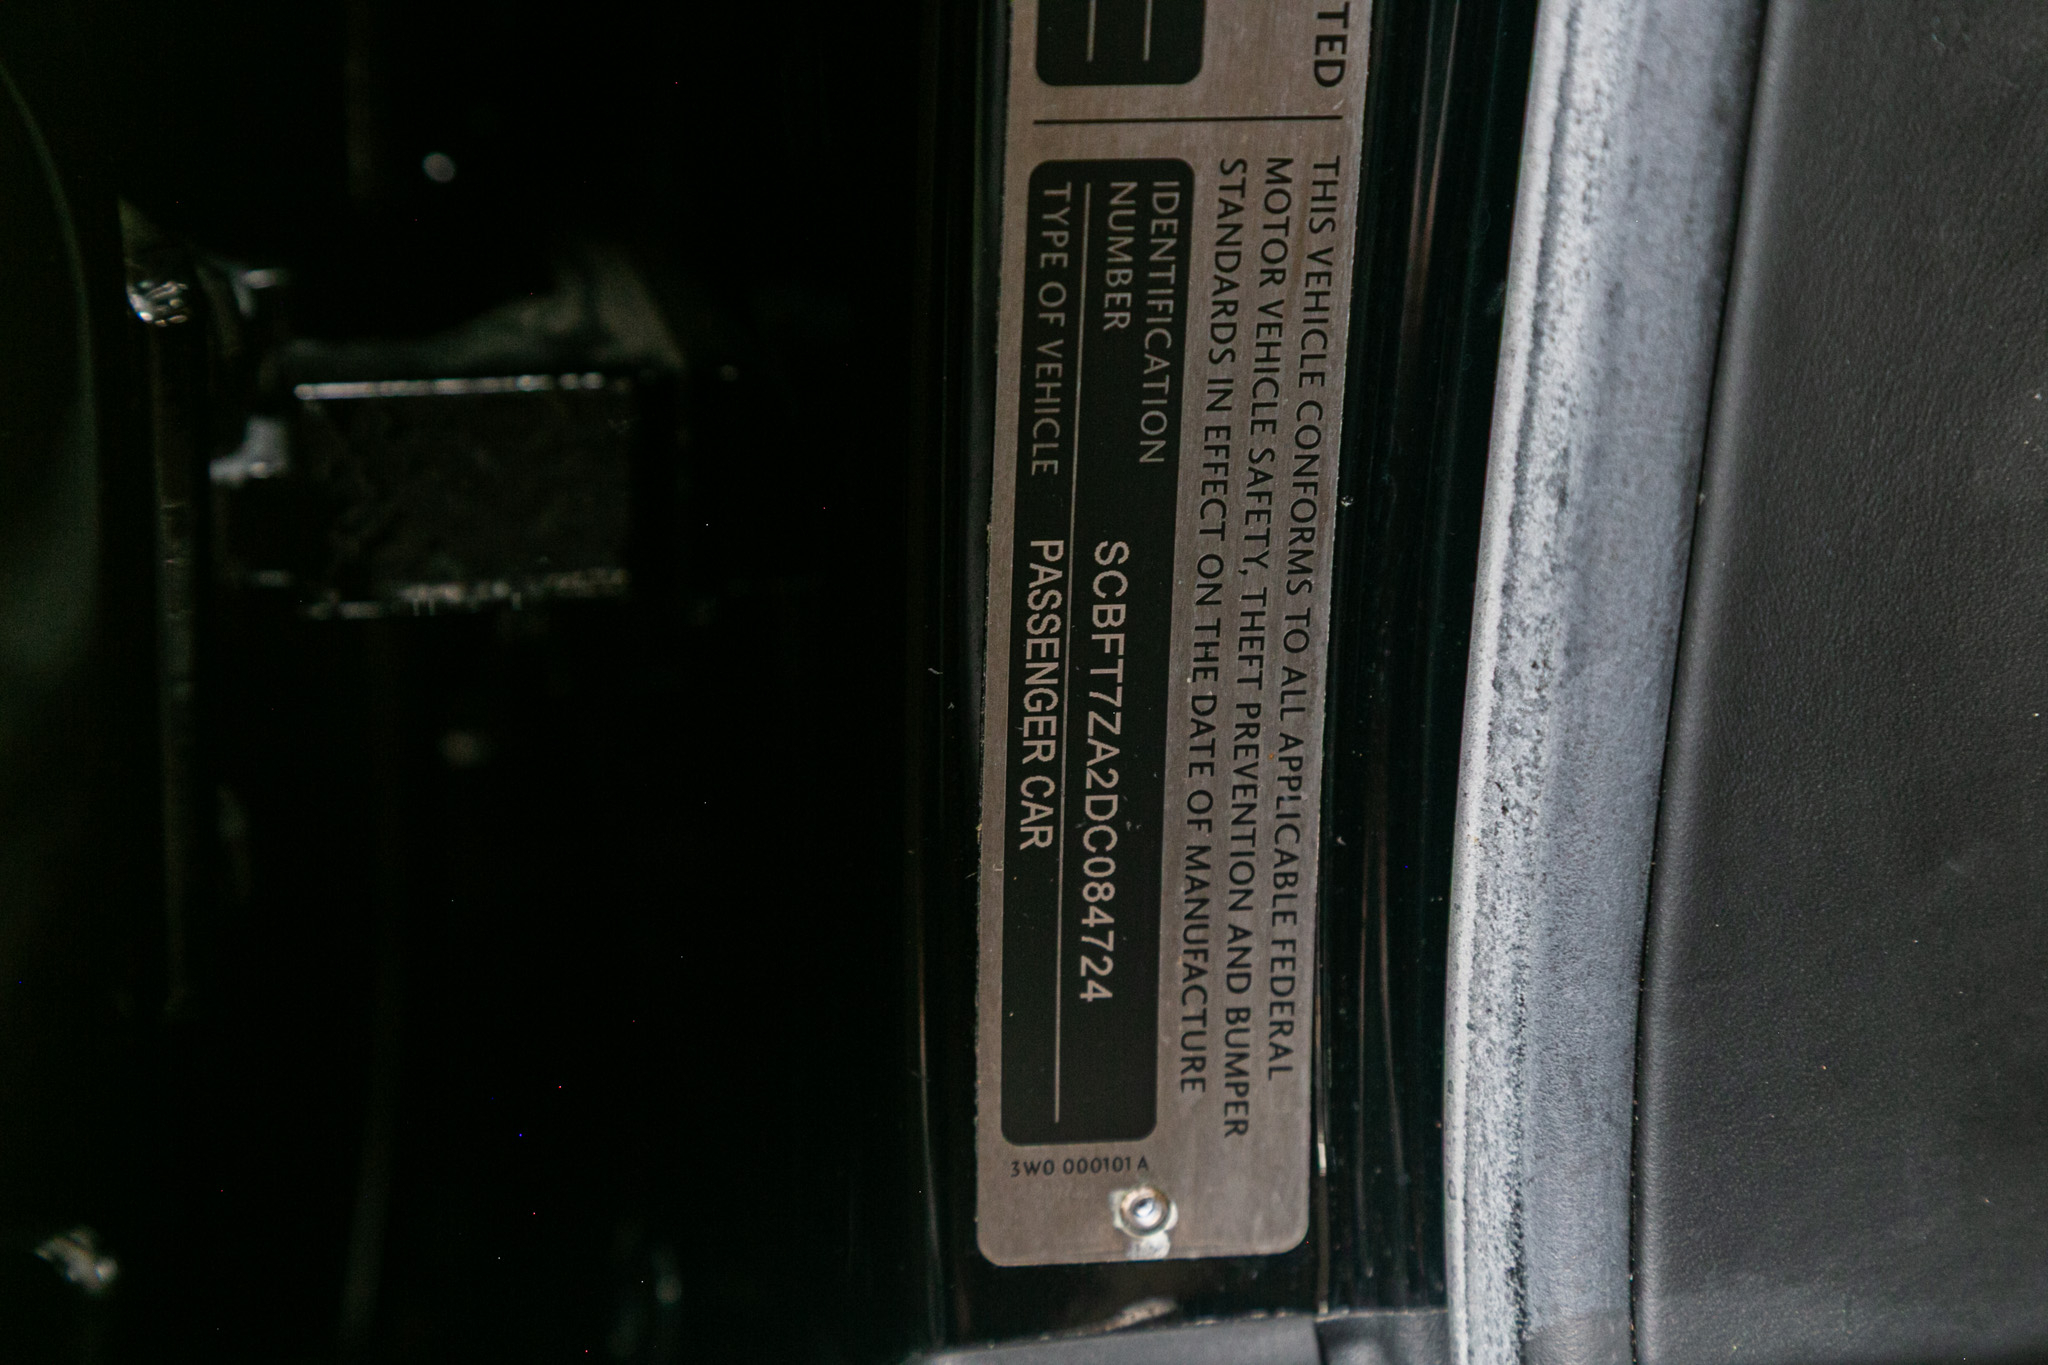 TED
THIS VEHICLE CONFORMS TO ALL APPLICABLE FEDERAL
MOTOR VEHICLE SAFETY, THEFT PREVENTION AND BUMPER
STANDARDS IN EFFECT ON THE DATE OF MANUFACTURE
IDENTIFICATION
NUMBER SCBFT7ZA2DC084724
TYPE OF VEHICLE PASSENGER CAR
3W0 000101 A